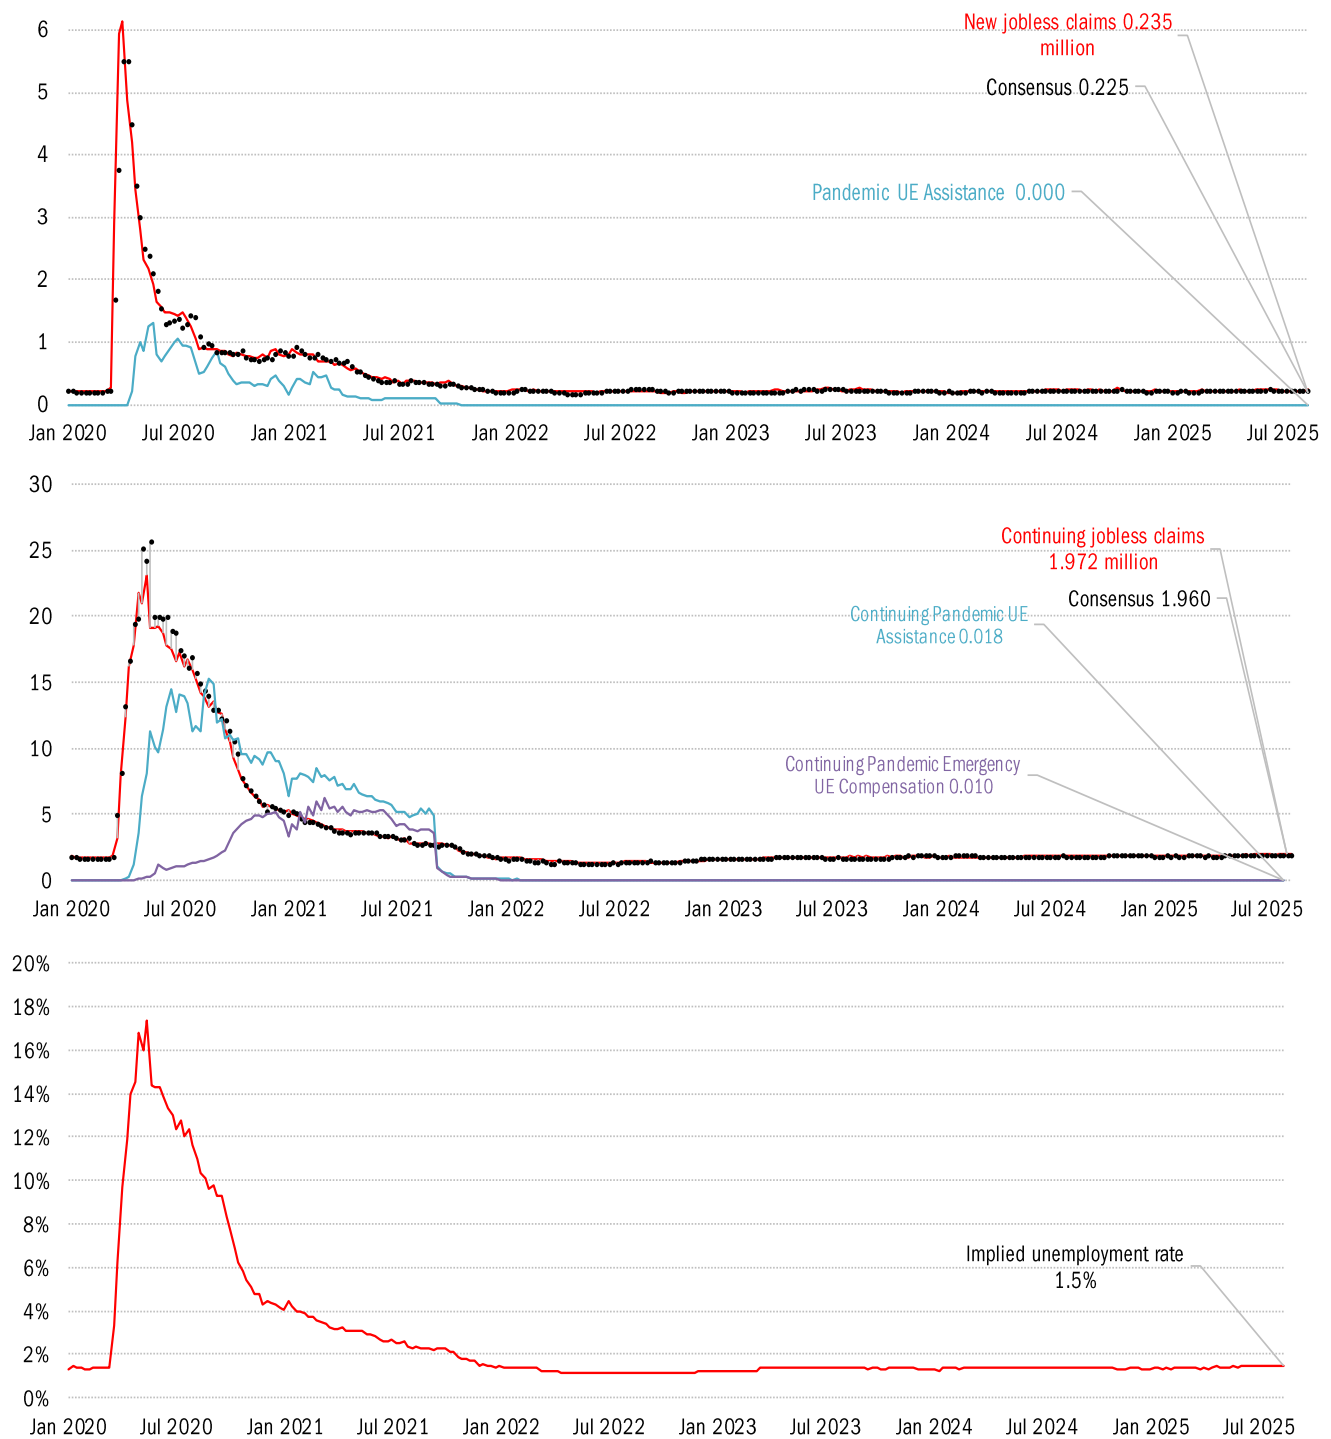 6
New jobless claims 0.235
million
5
Consensus 0.225
4
Pandemic UE Assistance 0.000
3
2
1
0
Jan 2020 Jul 2020 Jan 2021 Jul 2021 Jan 2022 Jul 2022 Jan 2023 Jul 2023 Jan 2024 Jul 2024 Jan 2025 Jul 2025
30
25
Continuing jobless claims
1.972 million
Consensus 1.960
20
Continuing Pandemic UE
Assistance 0.018
15
10
Continuing Pandemic Emergency
UE Compensation 0.010
5
0
Jan 2020 Jul 2020 Jan 2021 Jul 2021 Jan 2022 Jul 2022 Jan 2023 Jul 2023 Jan 2024 Jul 2024 Jan 2025 Jul 2025
20%
18%
16%
14%
12%
10%
8%
6%
Implied unemployment rate
1.5%
4%
2%
0%
Jan 2020 Jul 2020 Jan 2021 Jul 2021 Jan 2022 Jul 2022 Jan 2023 Jul 2023 Jan 2024 Jul 2024 Jan 2025 Jul 2025